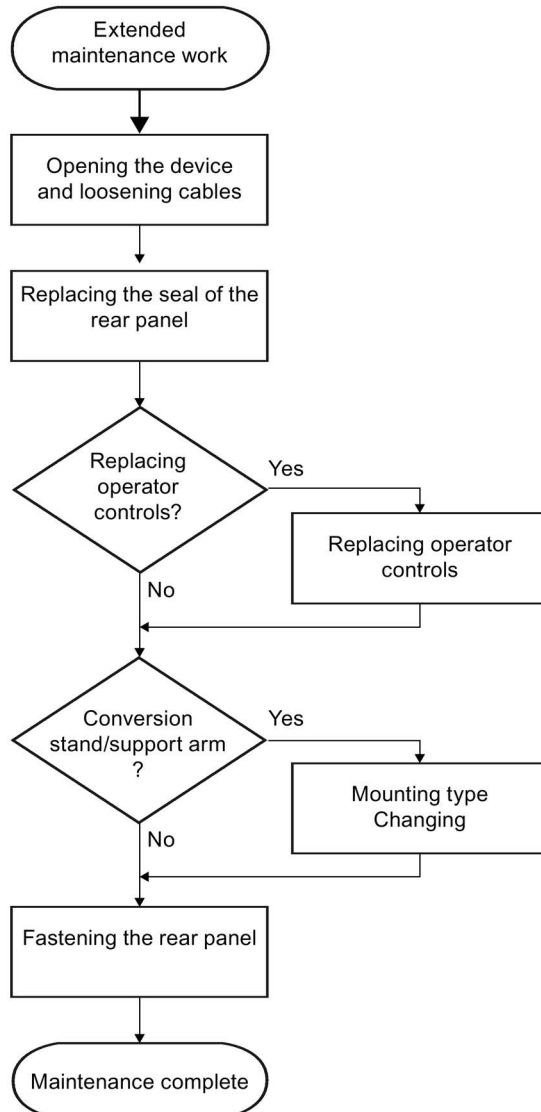 Extended
maintenance work
Opening the device
and loosening cables
Replacing the seal of the
rear panel
Replacing
operator
controls?
Yes
Replacing operator
controls
No
Conversion
stand/support arm
?
Yes
Mounting type
Changing
No
Fastening the rear panel
Maintenance complete